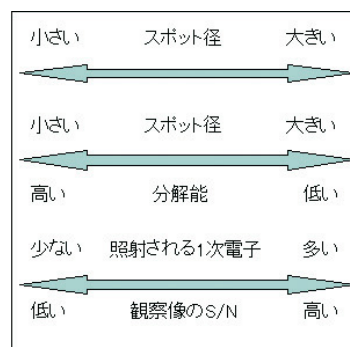 小さい スポット径 大きい
小さい スポット径 大きい
高い 分解能 低い
少ない 照射される1次電子 多い
低い 観察像のS/N 高い